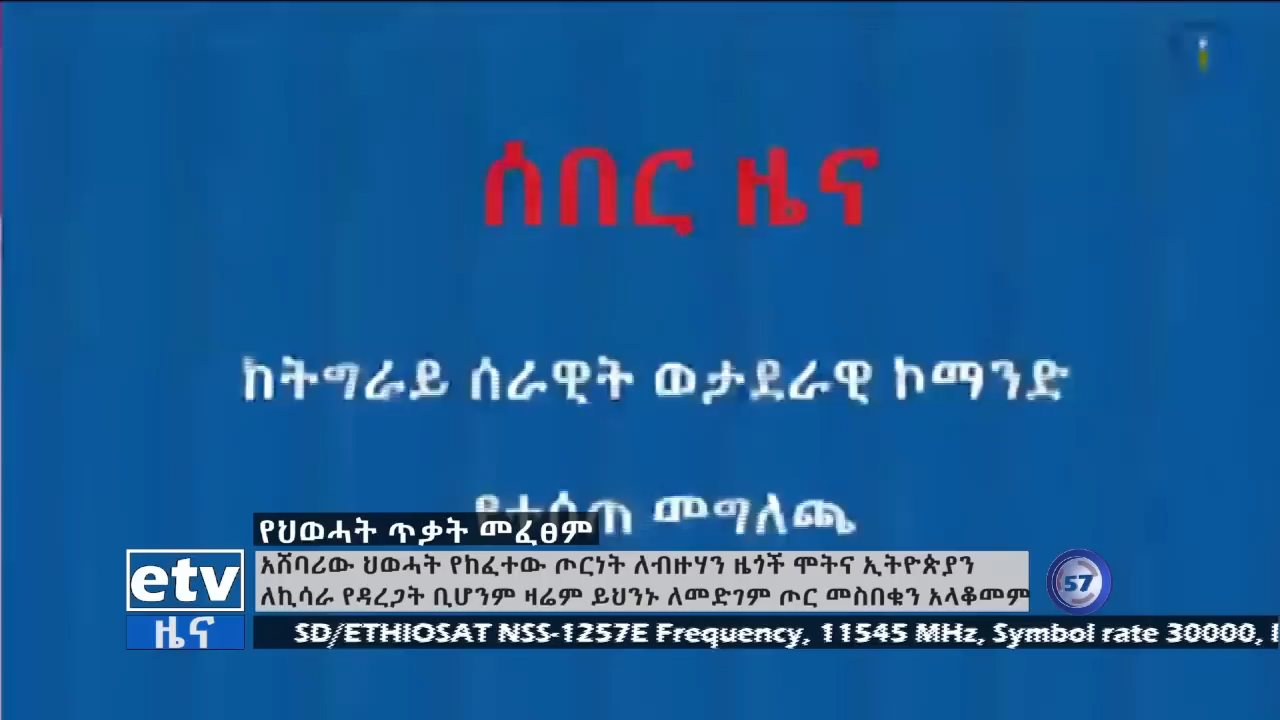 ሰበር ዜና
ከትግራይ ሰራዊት ወታደራዊ ኮማንድ
የተሰጠ መግለጫ
የህወሓት ጥቃት መፈፀም
አሸባሪው ህወሓት የከፈተው ጦርነት ለብዙሃን ዜጎች ሞትና ኢትዮጵያን
ለኪሳራ የዳረጋት ቢሆንም ዛሬም ይህንኑ ለመድገም ጦር መስበቁን አላቆመም
etv
57
ዜና
SD/ETHIOSAT NSS-1257E Frequency, 11545 MHz, Symbol rate 30000,